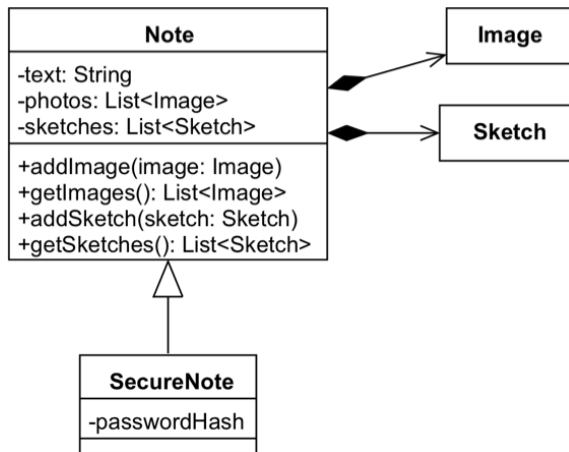 Note
-text: String
-photos: List<Image>
-sketches: List<Sketch>
+addImage(image: Image)
+getImages(): List<Image>
+addSketch(sketch: Sketch)
+getSketches(): List<Sketch>
Image
Sketch
SecureNote
-passwordHash